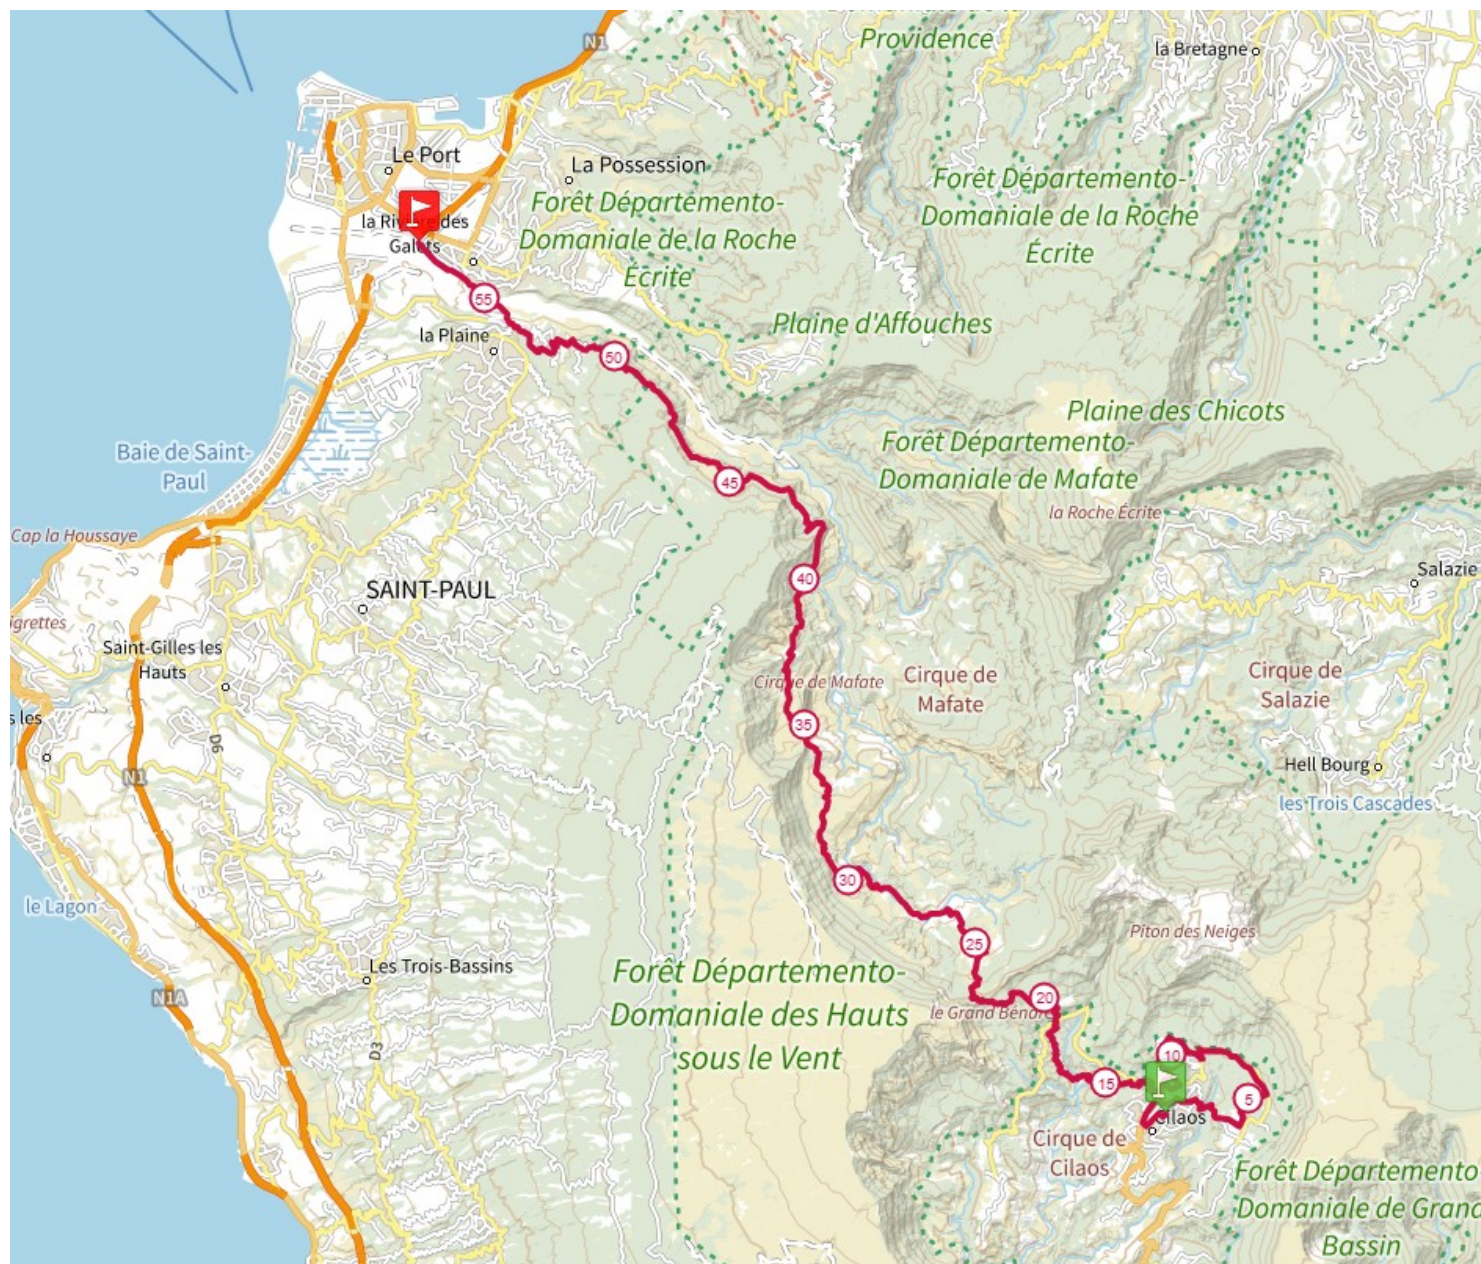 Providence
la Bretagne
N1
Le Port
La Possession
Forêt Départemento-
Domaniale de la Roche
Écrite
Forêt Départemento-
Domaniale de la Roche
Écrite
Galets
55
la Plaine
50
Plaine d'Affouches
Plaine des Chicots
Forêt Départemento-
Domaniale de Mafate
la Roche Écrite
Baie de Saint-
Paul
45
Cap la Houssaye
40
SAINT-PAUL
Salazie
igrettes
Saint-Gilles les
Hauts
Cirque de Mafate
Cirque de
Mafate
Cirque de
Salazie
s les
D6
35
N1
Hell Bourg
les Trois Cascades
30
le Lagon
25
Piton des Neiges
Les Trois-Bassins
N1A
Forêt Départemento-
Domaniale des Hauts
sous le Vent
20
le Grand Bénare
D3
10
15
5
Cilaos
Cirque de
Cilaos
Forêt Départemento
Domaniale de Grand
Bassin